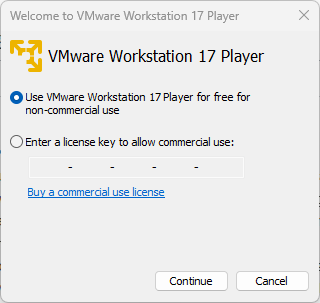 Welcome to VMware Workstation 17 Player
VMware Workstation 17 Player
Use VMware Workstation 17 Player for free for
non-commercial use
Enter a license key to allow commercial use:
- - - -
Buy a commercial use license
Continue
Cancel